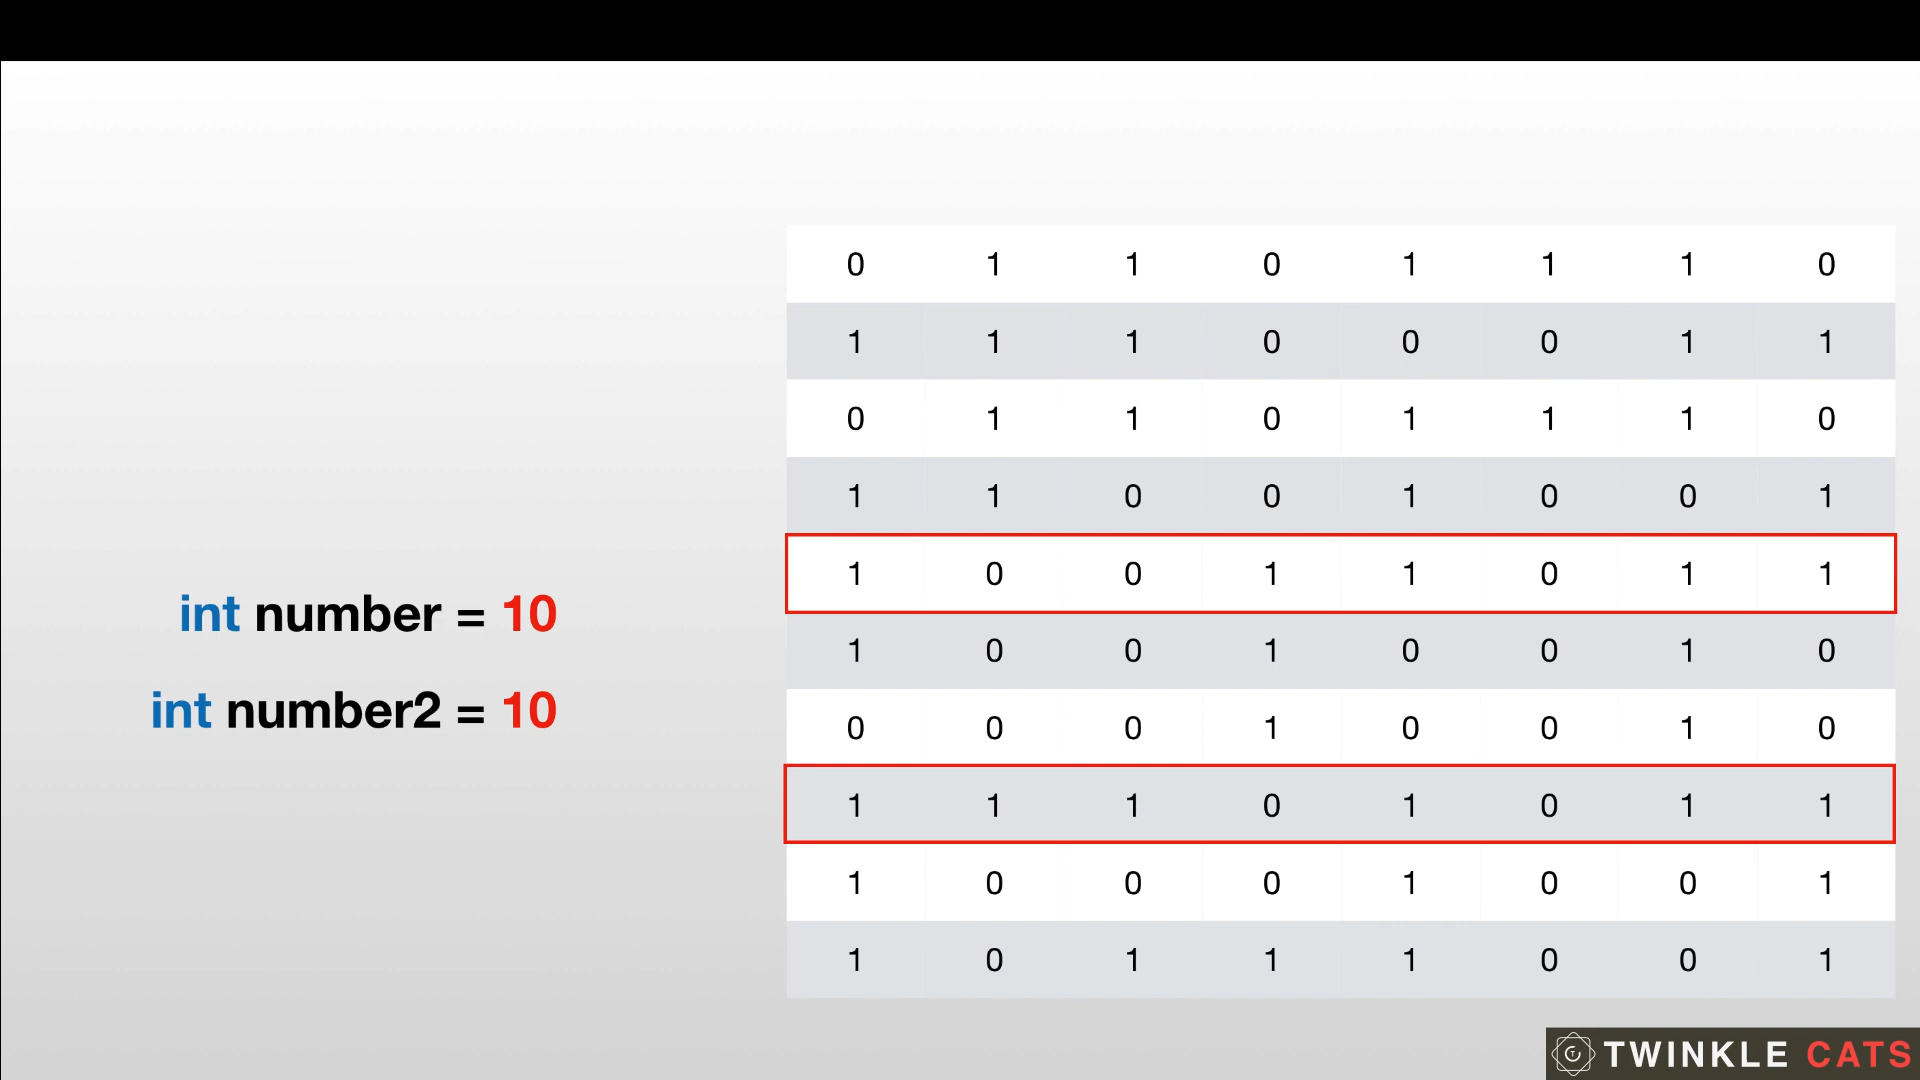 0 1 1 0 1 1 1 0
1 1 1 0 0 0 1 1
0 1 1 0 1 1 1 0
1 1 0 0 1 0 0 1
1 0 0 1 1 0 1 1
int number = 10
1 0 0 1 0 0 1 0
int number2 = 10
0 0 0 1 0 0 1 0
1 1 1 0 1 0 1 1
1 0 0 0 1 0 0 1
1 0 1 1 1 0 0 1
TWINKLE CATS